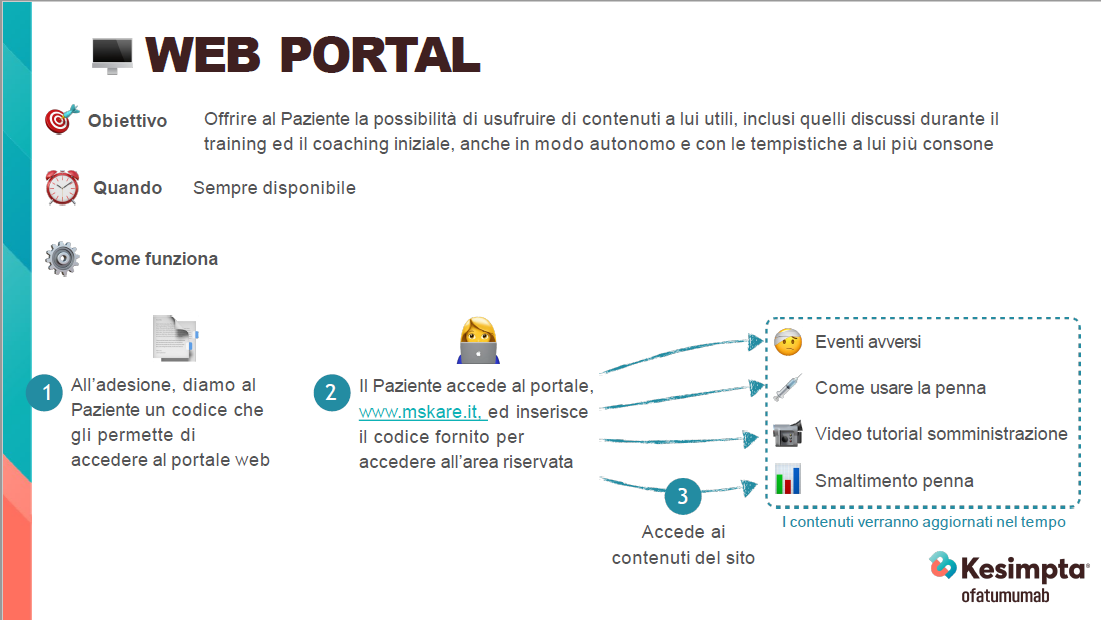 WEB PORTAL
Obiettivo
Offrire al Paziente la possibilità di usufruire di contenuti a lui utili, inclusi quelli discussi durante il
training ed il coaching iniziale, anche in modo autonomo e con le tempistiche a lui più consone
Quando
Sempre disponibile
Come funziona
1
All'adesione, diamo al
Paziente un codice che
gli permette di
accedere al portale web
2
Il Paziente accede al portale,
www.mskare.it, ed inserisce
il codice fornito per
accedere all'area riservata
3
Accede ai
contenuti del sito
Eventi avversi
Come usare la penna
Video tutorial somministrazione
Smaltimento penna
I contenuti verranno aggiornati nel tempo
Kesimpta®
ofatumumab